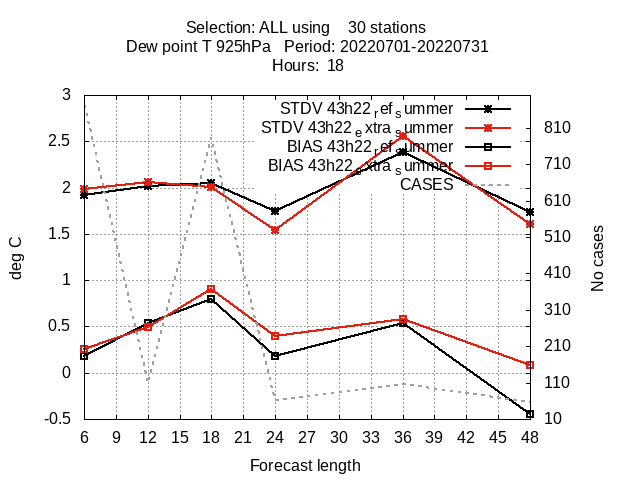 Selection: ALL using    30 stations
Dew point T 925hPa   Period: 20220701-20220731
Hours:  18
STDV 43h22_ref_summer
STDV 43h22_extra_summer
BIAS 43h22_ref_summer
BIAS 43h22_extra_summer
CASES
deg C
3
2.5
2
1.5
1
0.5
0
-0.5
No cases
810
710
610
510
410
310
210
110
10
6 9 12 15 18 21 24 27 30 33 36 39 42 45 48
Forecast length